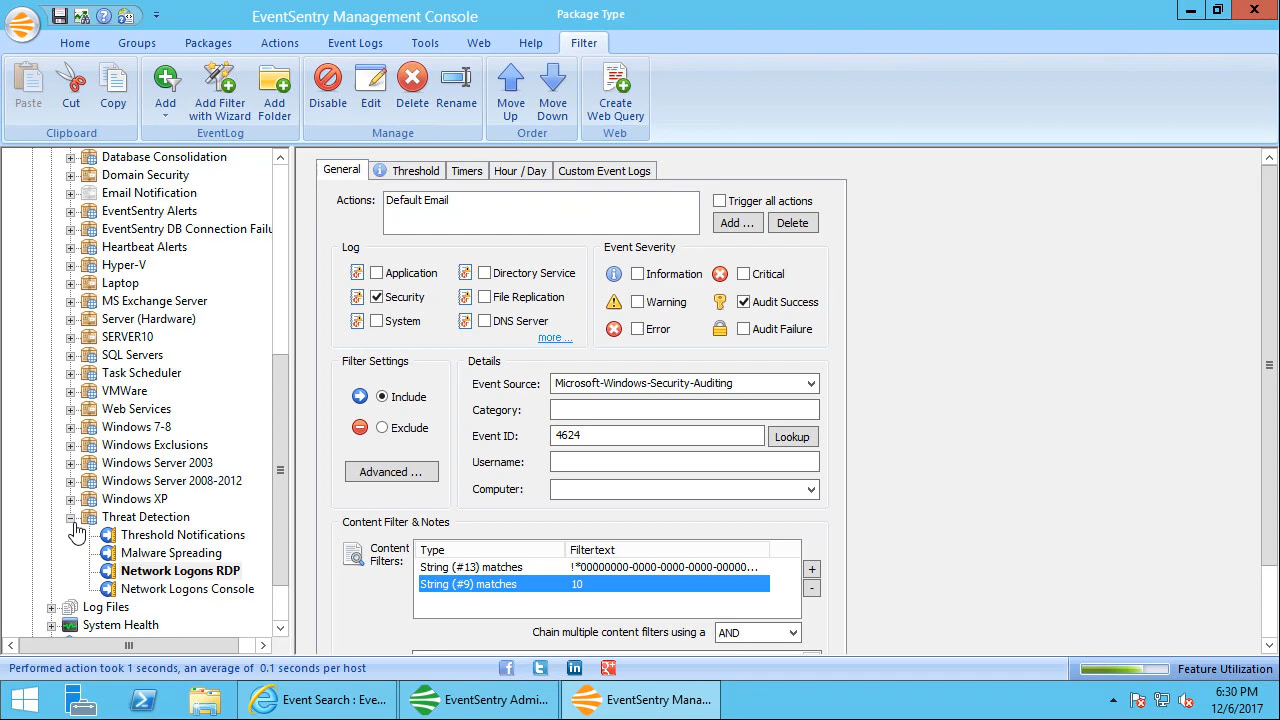 EventSentry Management Console
Package Type
Home
Groups
Packages
Actions
Event Logs
Tools
Web
Help
Filter
Paste
Cut
Copy
Add
Add Filter with Wizard
Add Folder
Disable
Edit
Delete
Rename
Move Up
Move Down
Create Web Query
Clipboard
EventLog
Manage
Order
Web
Database Consolidation
Domain Security
Email Notification
EventSentry Alerts
EventSentry DB Connection Failu
Heartbeat Alerts
Hyper-V
Laptop
MS Exchange Server
Server (Hardware)
SERVER10
SQL Servers
Task Scheduler
VMWare
Web Services
Windows 7-8
Windows Exclusions
Windows Server 2003
Windows Server 2008-2012
Windows XP
Threat Detection
Threshold Notifications
Malware Spreading
Network Logons RDP
Network Logons Console
Log Files
System Health
General
Threshold
Timers
Hour / Day
Custom Event Logs
Actions:
Default Email
Trigger all actions
Add ...
Delete
Log
Application
Directory Service
Security
File Replication
System
DNS Server
more ...
Event Severity
Information
Critical
Warning
Audit Success
Error
Audit Failure
Filter Settings
Include
Exclude
Advanced ...
Details
Event Source:
Microsoft-Windows-Security-Auditing
Category:
Event ID:
4624
Lookup
Username:
Computer:
Content Filter & Notes
Content Filters:
Type
Filtertext
String (#13) matches
!*00000000-0000-0000-0000-00000...
String (#9) matches
10
+
-
Chain multiple content filters using a
AND
Performed action took 1 seconds, an average of 0.1 seconds per host
Feature Utilization
Event Search : Eve...
EventSentry Admi...
EventSentry Mana...
6:30 PM
12/6/2017